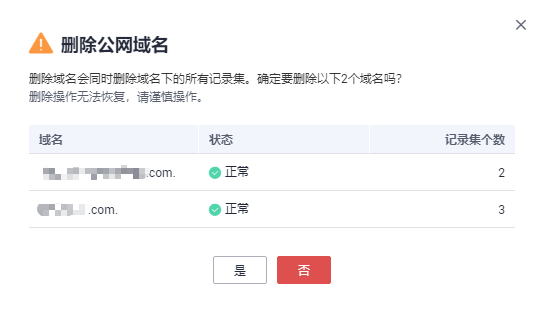 删除公网域名
删除域名会同时删除域名下的所有记录集。确定要删除以下2个域名吗?
删除操作无法恢复，请谨慎操作。
域名 状态 记录集个数
.com. 正常 2
.com. 正常 3
是 否